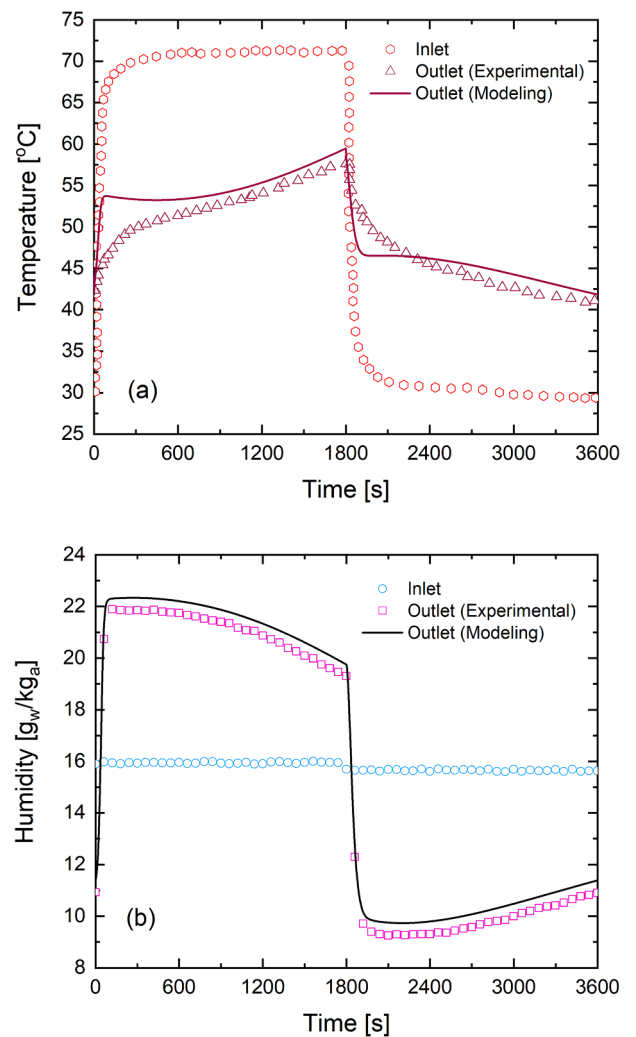 75
70
65
60
55
50
45
40
35
30
25
Temperature [°C]
Inlet
Outlet (Experimental)
Outlet (Modeling)
(a)
0 600 1200 1800 2400 3000 3600
Time [s]
24
22
20
18
16
14
12
10
8
Humidity [g_w/kg_a]
Inlet
Outlet (Experimental)
Outlet (Modeling)
(b)
0 600 1200 1800 2400 3000 3600
Time [s]